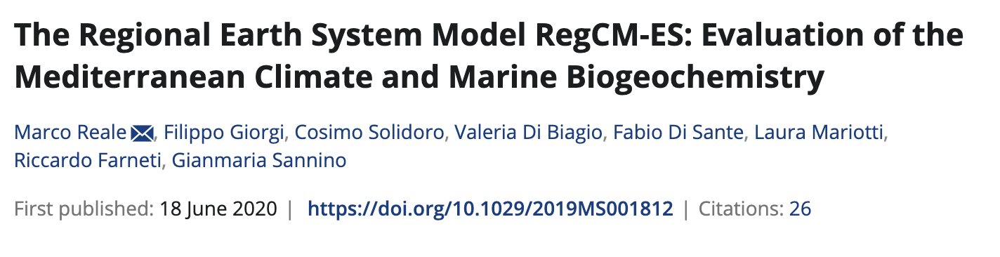 The Regional Earth System Model RegCM-ES: Evaluation of the
Mediterranean Climate and Marine Biogeochemistry
Marco Reale, Filippo Giorgi, Cosimo Solidoro, Valeria Di Biagio, Fabio Di Sante, Laura Mariotti,
Riccardo Farneti, Gianmaria Sannino
First published: 18 June 2020 | https://doi.org/10.1029/2019MS001812 | Citations: 26